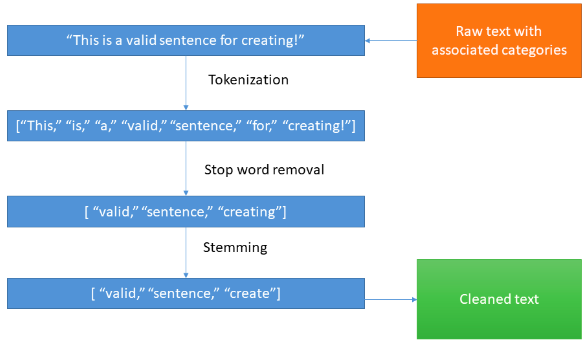 “This is a valid sentence for creating!”
Raw text with
associated categories
Tokenization
[“This,” “is,” “a,” “valid,” “sentence,” “for,” “creating!”]
Stop word removal
[ “valid,” “sentence,” “creating”]
Stemming
[ “valid,” “sentence,” “create”]
Cleaned text